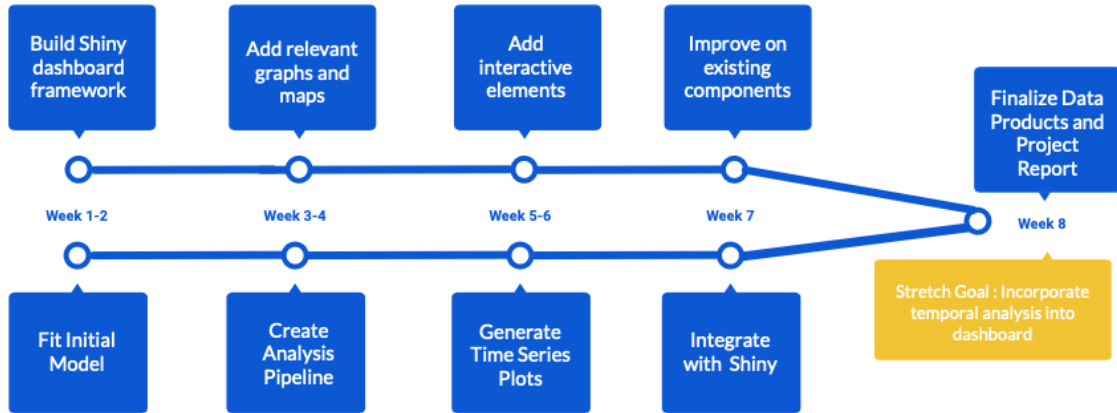 Build Shiny
dashboard
framework
Add relevant
graphs and
maps
Add
interactive
elements
Improve on
existing
components
Finalize Data
Products and
Project
Report
Week 1-2
Week 3-4
Week 5-6
Week 7
Week 8
Fit Initial
Model
Create
Analysis
Pipeline
Generate
Time Series
Plots
Integrate
with Shiny
Stretch Goal : Incorporate
temporal analysis into
dashboard